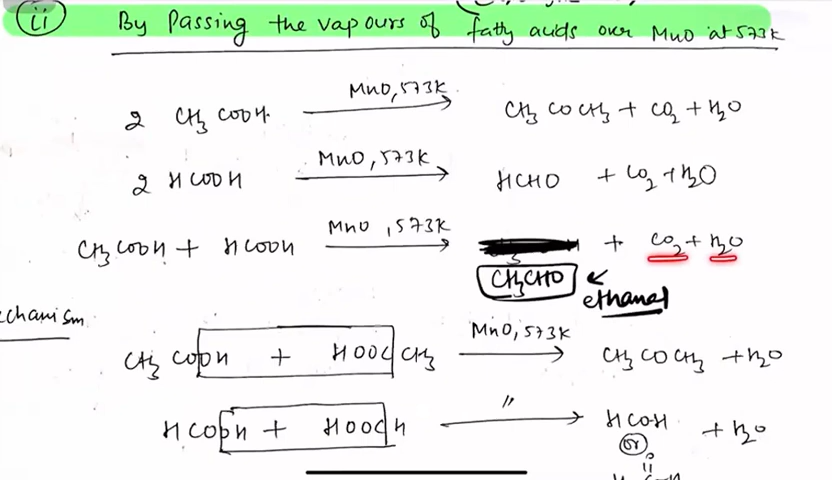 (ii) By Passing the vapours of fatty acids over MnO at 573K
2 CH3COOH MnO, 573K → CH3COCH3 + CO2 + H2O
2 HCOOH MnO, 573K → HCHO + CO2 + H2O
CH3COOH + HCOOH MnO, 573K → + CO2 + H2O
CH3CHO ← ethanal
echanism
CH3COOH + HOOCCH3 MnO, 573K → CH3COCH3 + H2O
HCOOH + HOOCH " → HCOH + H2O
(or)